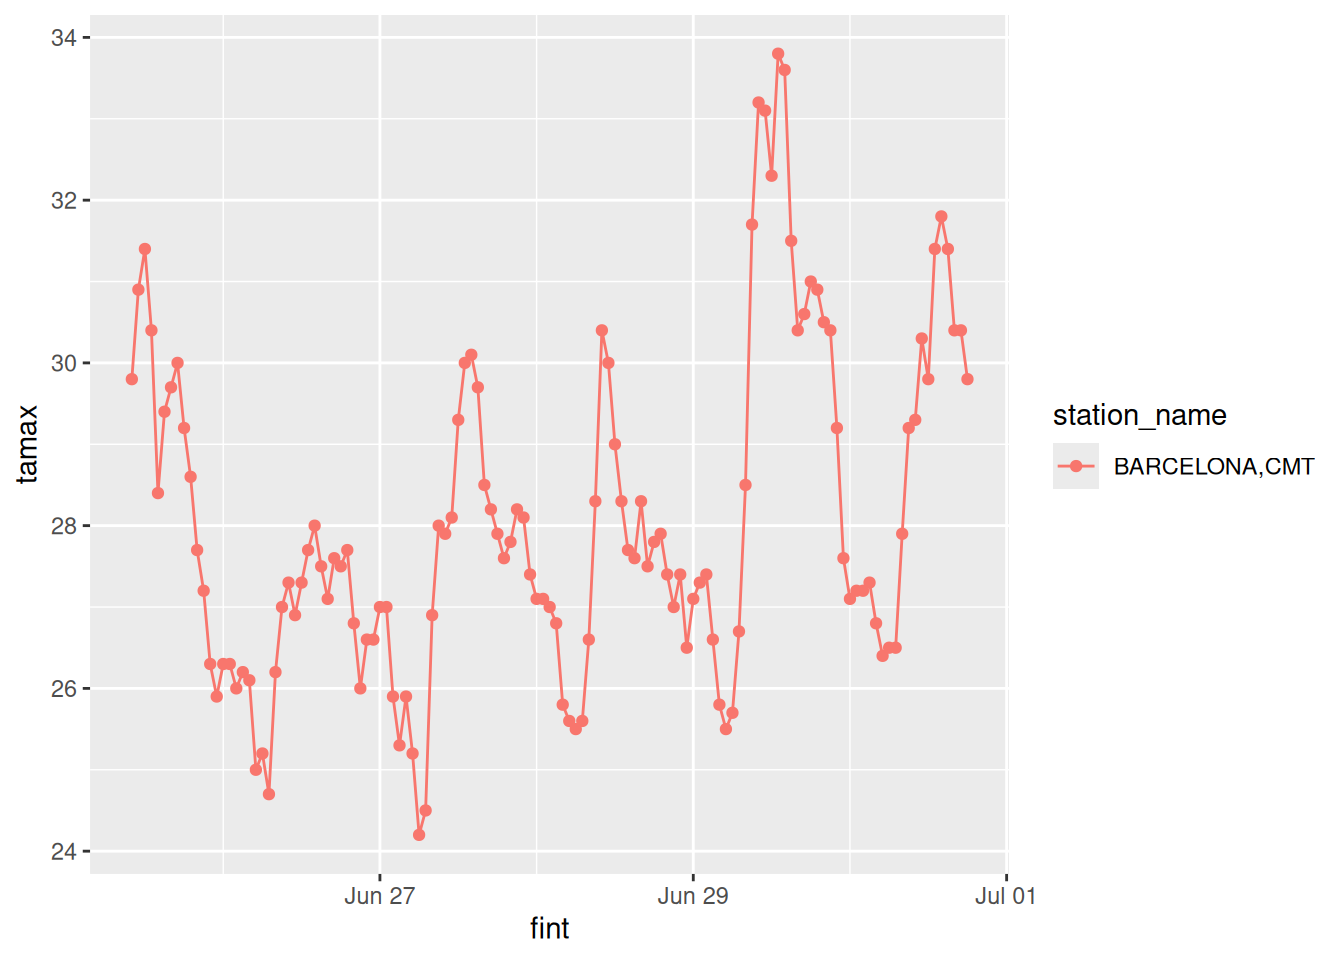 34
32
30
28
26
24
tamax
Jun 27
Jun 29
Jul 01
fint
station_name
BARCELONA,CMT